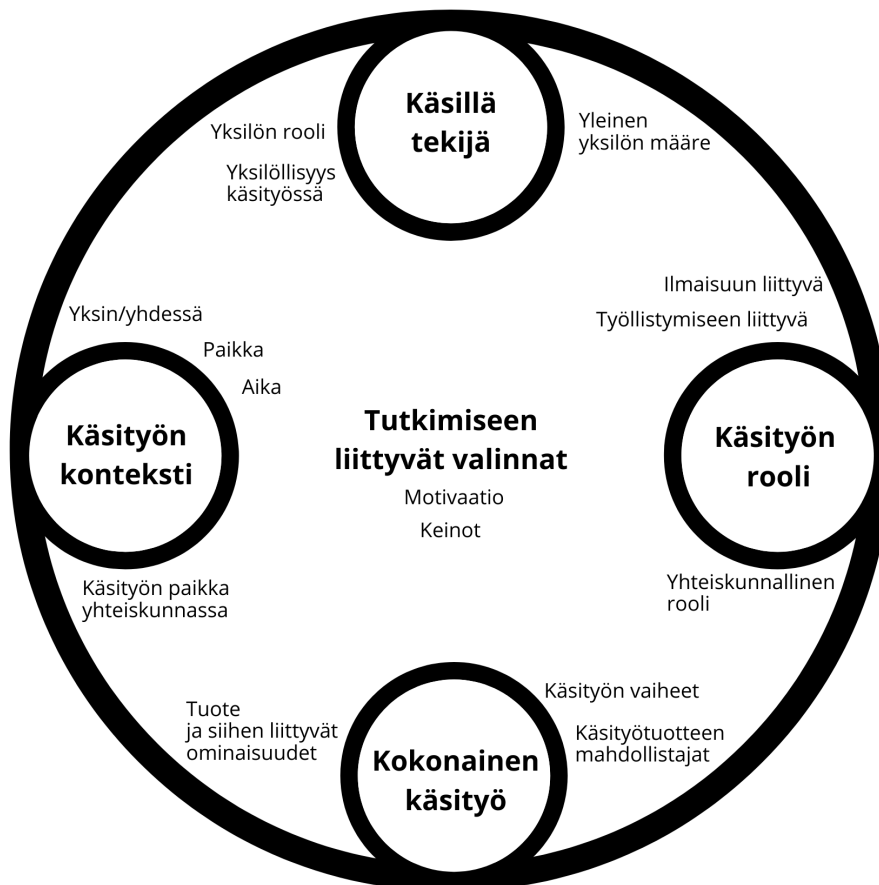 Käsillä
tekijä
Yksilön rooli
Yksilöllisyys
käsityössä
Yleinen
yksilön määre
Ilmaisuun liittyvä
Työllistymiseen liittyvä
Yksin/yhdessä
Paikka
Aika
Käsityön
konteksti
Käsityön paikka
yhteiskunnassa
Tutkimiseen
liittyvät valinnat
Motivaatio
Keinot
Käsityön
rooli
Yhteiskunnallinen
rooli
Tuote
ja siihen liittyvät
ominaisuudet
Kokonainen
käsityö
Käsityön vaiheet
Käsityötuotteen
mahdollistajat